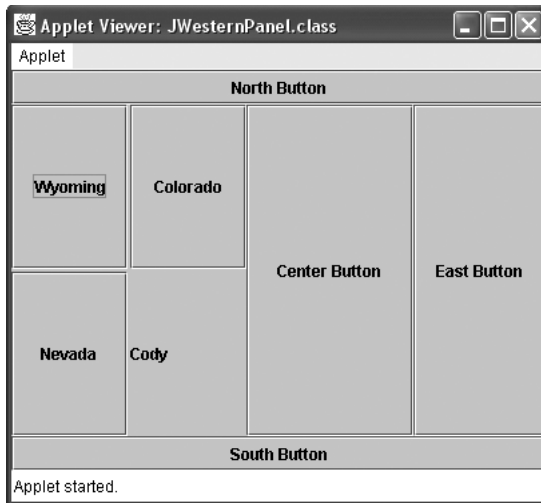 Applet Viewer: JWesternPanel.class
Applet
North Button
Wyoming
Colorado
Center Button
East Button
Nevada
Cody
South Button
Applet started.